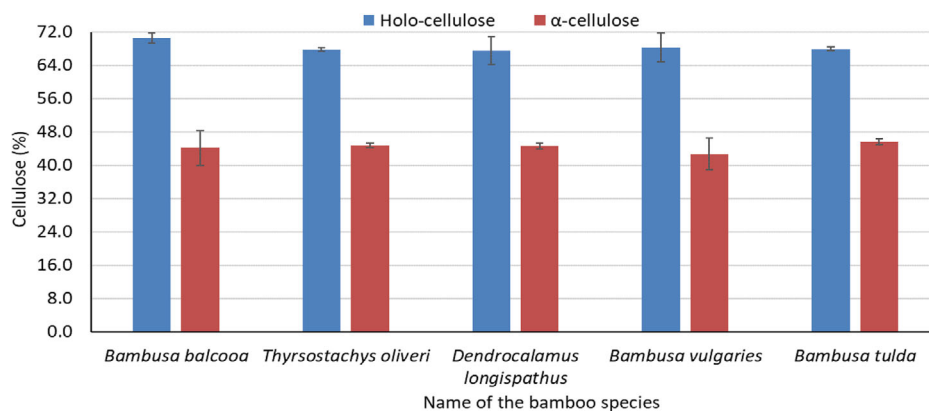 Holo-cellulose α-cellulose
72.0
64.0
56.0
48.0
40.0
32.0
24.0
16.0
8.0
0.0
Cellulose (%)
Bambusa balcooa Thyrsostachys oliveri Dendrocalamus Bambusa vulgaries Bambusa tulda
longispathus
Name of the bamboo species